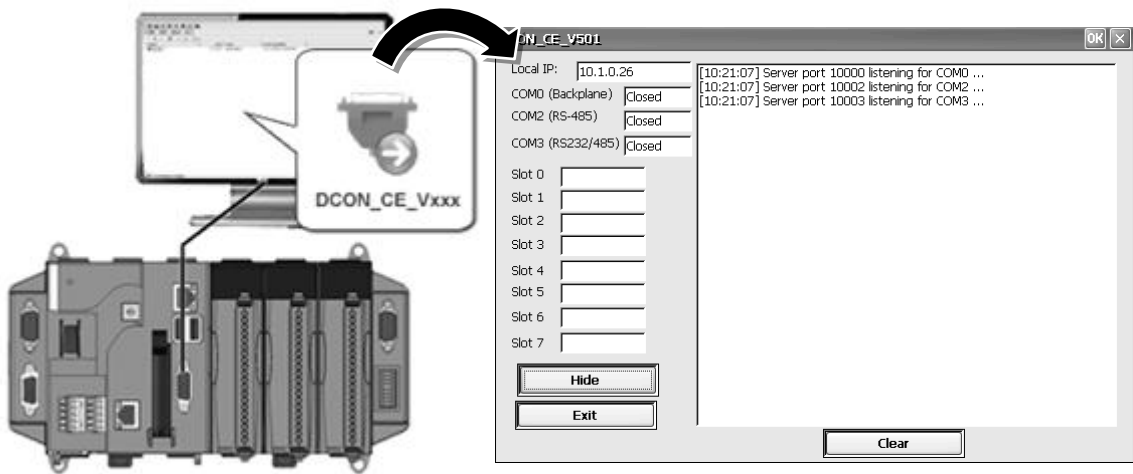 DCON_CE_Vxxx
CON_CE_V501
OK
Local IP: 10.1.0.26
COM0 (Backplane) Closed
COM2 (RS-485) Closed
COM3 (RS232/485) Closed
Slot 0
Slot 1
Slot 2
Slot 3
Slot 4
Slot 5
Slot 6
Slot 7
Hide
Exit
[10:21:07] Server port 10000 listening for COM0 ...
[10:21:07] Server port 10002 listening for COM2 ...
[10:21:07] Server port 10003 listening for COM3 ...
Clear